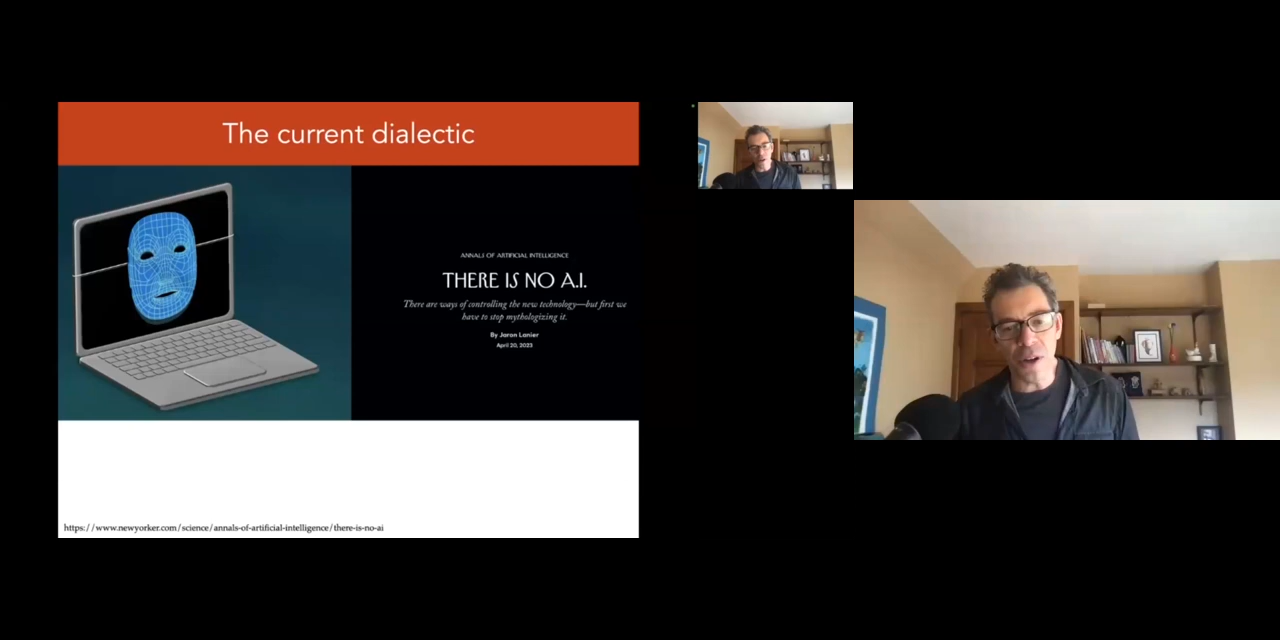 The current dialectic
ANNALS OF ARTIFICIAL INTELLIGENCE
THERE IS NO A.I.
There are ways of controlling the new technology—but first we
have to stop mythologizing it.
By Jaron Lanier
April 20, 2023
https://www.newyorker.com/science/annals-of-artificial-intelligence/there-is-no-ai